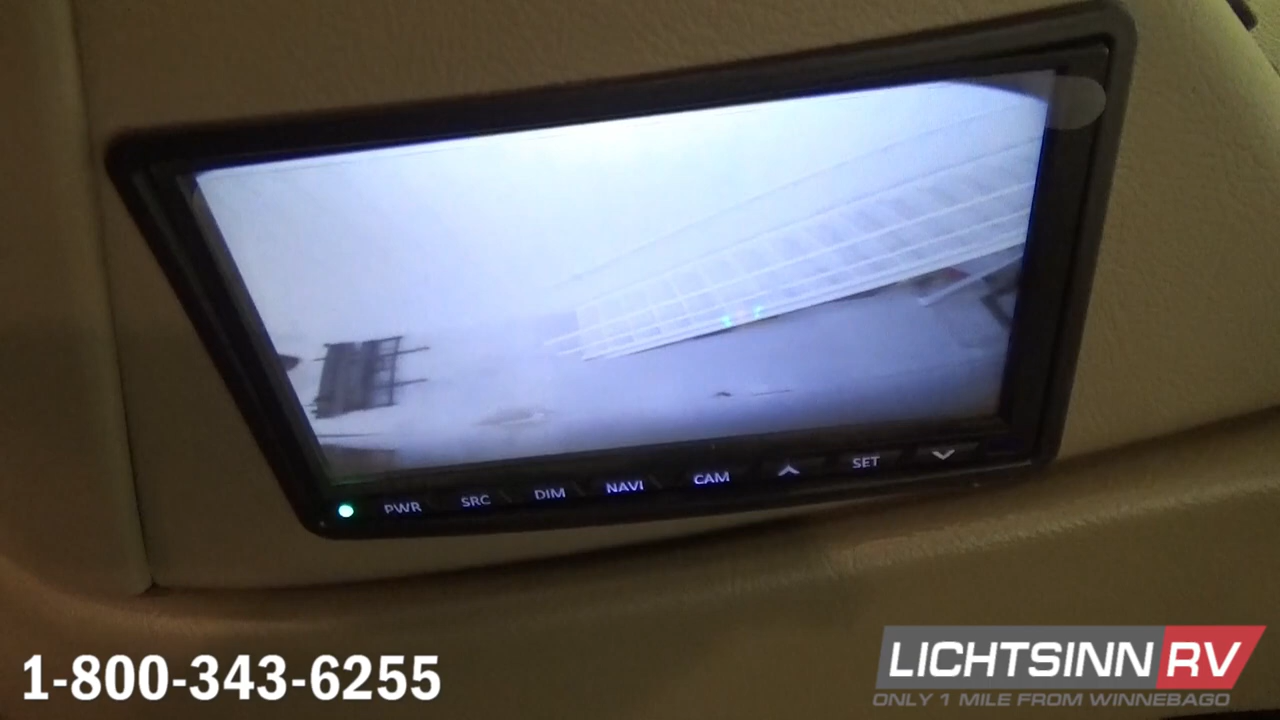 PWR SRC DIM NAVI CAM SET
1-800-343-6255
LICHTSINN RV
ONLY 1 MILE FROM WINNEBAGO